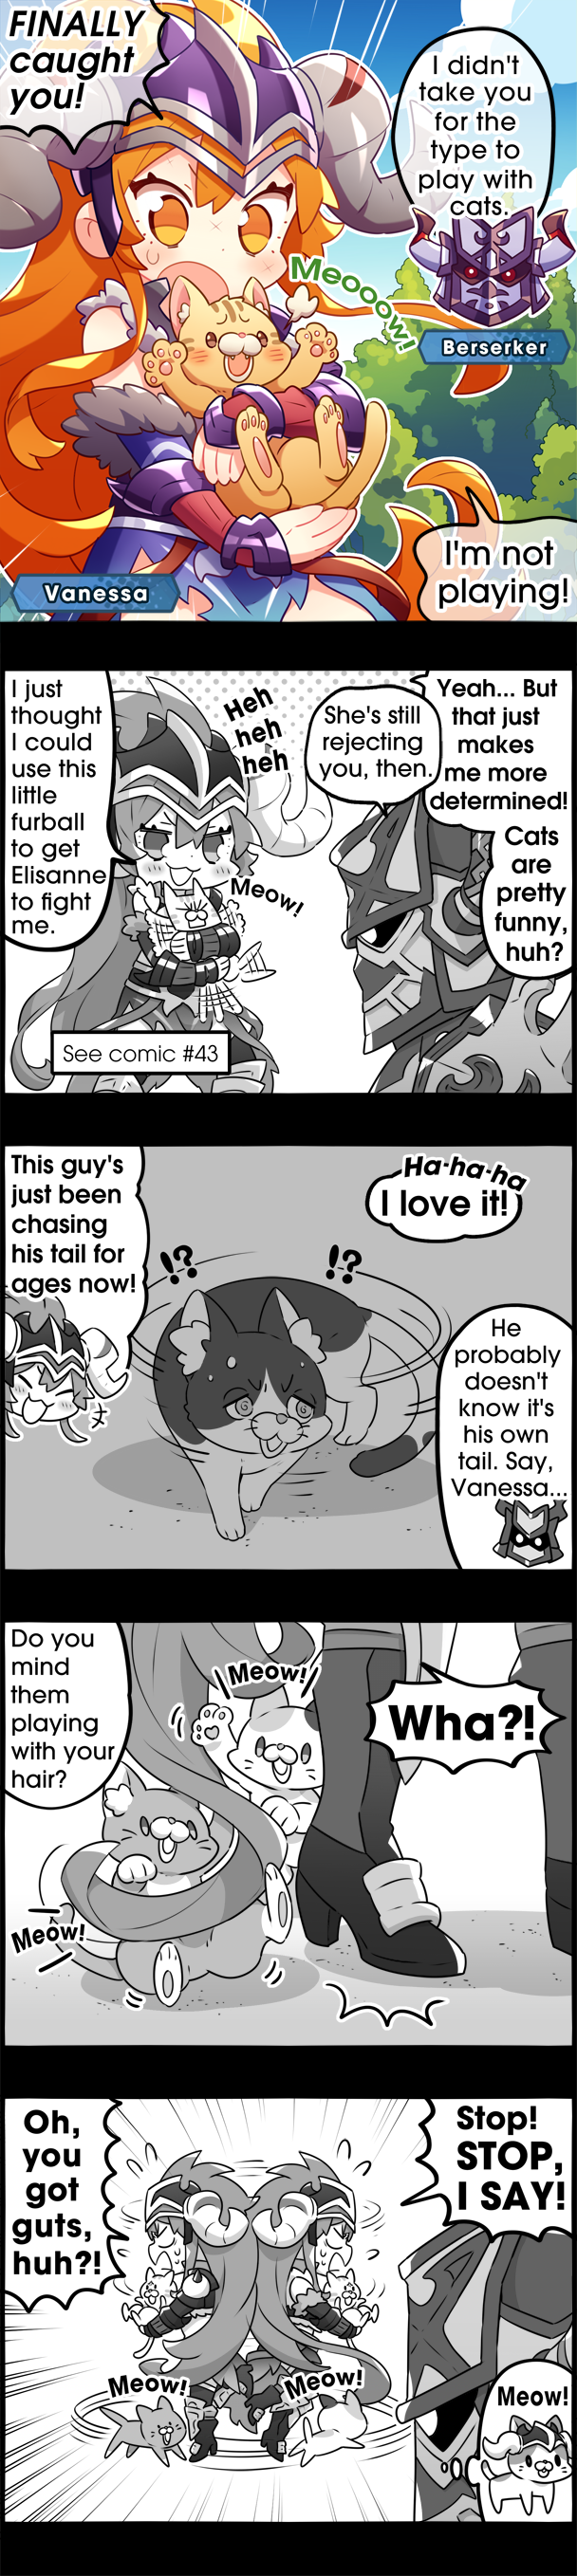 FINALLY
caught
you!
I didn't
take you
for the
type to
play with
cats.
Meooow!
Berserker
I'm not
playing!
Vanessa
I just
thought
I could
use this
little
furball
to get
Elisanne
to fight
me.
Heh
heh
heh
Meow!
She's still
rejecting
you, then.
Yeah... But
that just
makes
me more
determined!
Cats
are
pretty
funny,
huh?
See comic #43
This guy's
just been
chasing
his tail for
ages now!
Ha-ha-ha
I love it!
!?
!?
He
probably
doesn't
know it's
his own
tail. Say,
Vanessa...
Do you
mind
them
playing
with your
hair?
Meow!
Wha?!
Meow!
Oh,
you
got
guts,
huh?!
Stop!
STOP,
I SAY!
Meow!
Meow!
Meow!